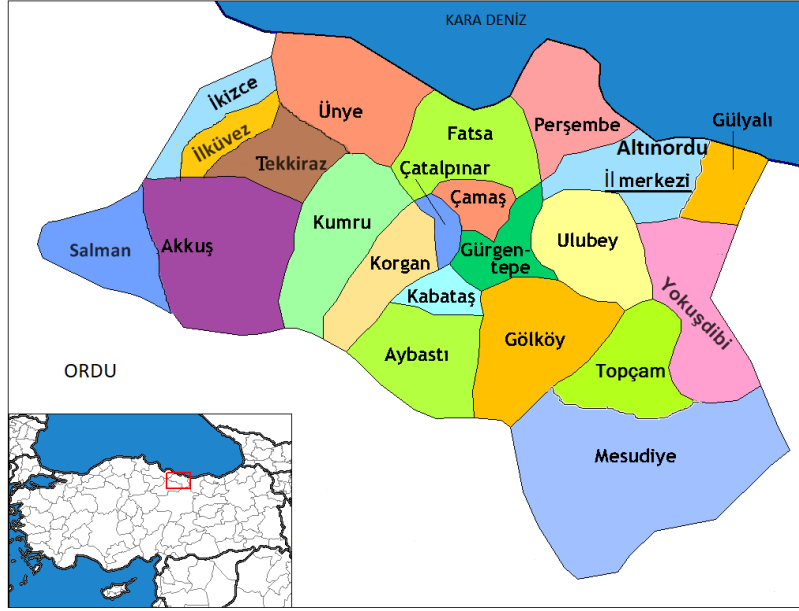 KARA DENİZ
İkizce
Ünye
Gülyalı
Fatsa
Perşembe
İlküvez
Tekkiraz
Altınordu
İl merkezi
Çatalpınar
Çamaş
Kumru
Salman
Akkuş
Korgan
Gürgen-
tepe
Ulubey
Kabataş
Yokuşdibi
Aybastı
Gölköy
Topçam
ORDU
Mesudiye